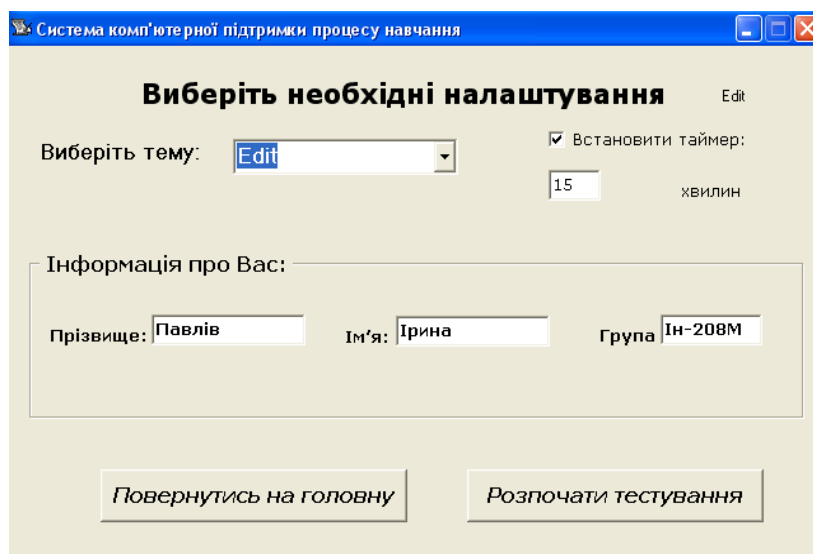 Система комп'ютерної підтримки процесу навчання
Виберіть необхідні налаштування
Edit
Виберіть тему: Edit
Встановити таймер:
15 хвилин
Інформація про Вас:
Прізвище: Павлів Ім'я: Ірина Група Ін-208М
Повернутись на головну Розпочати тестування